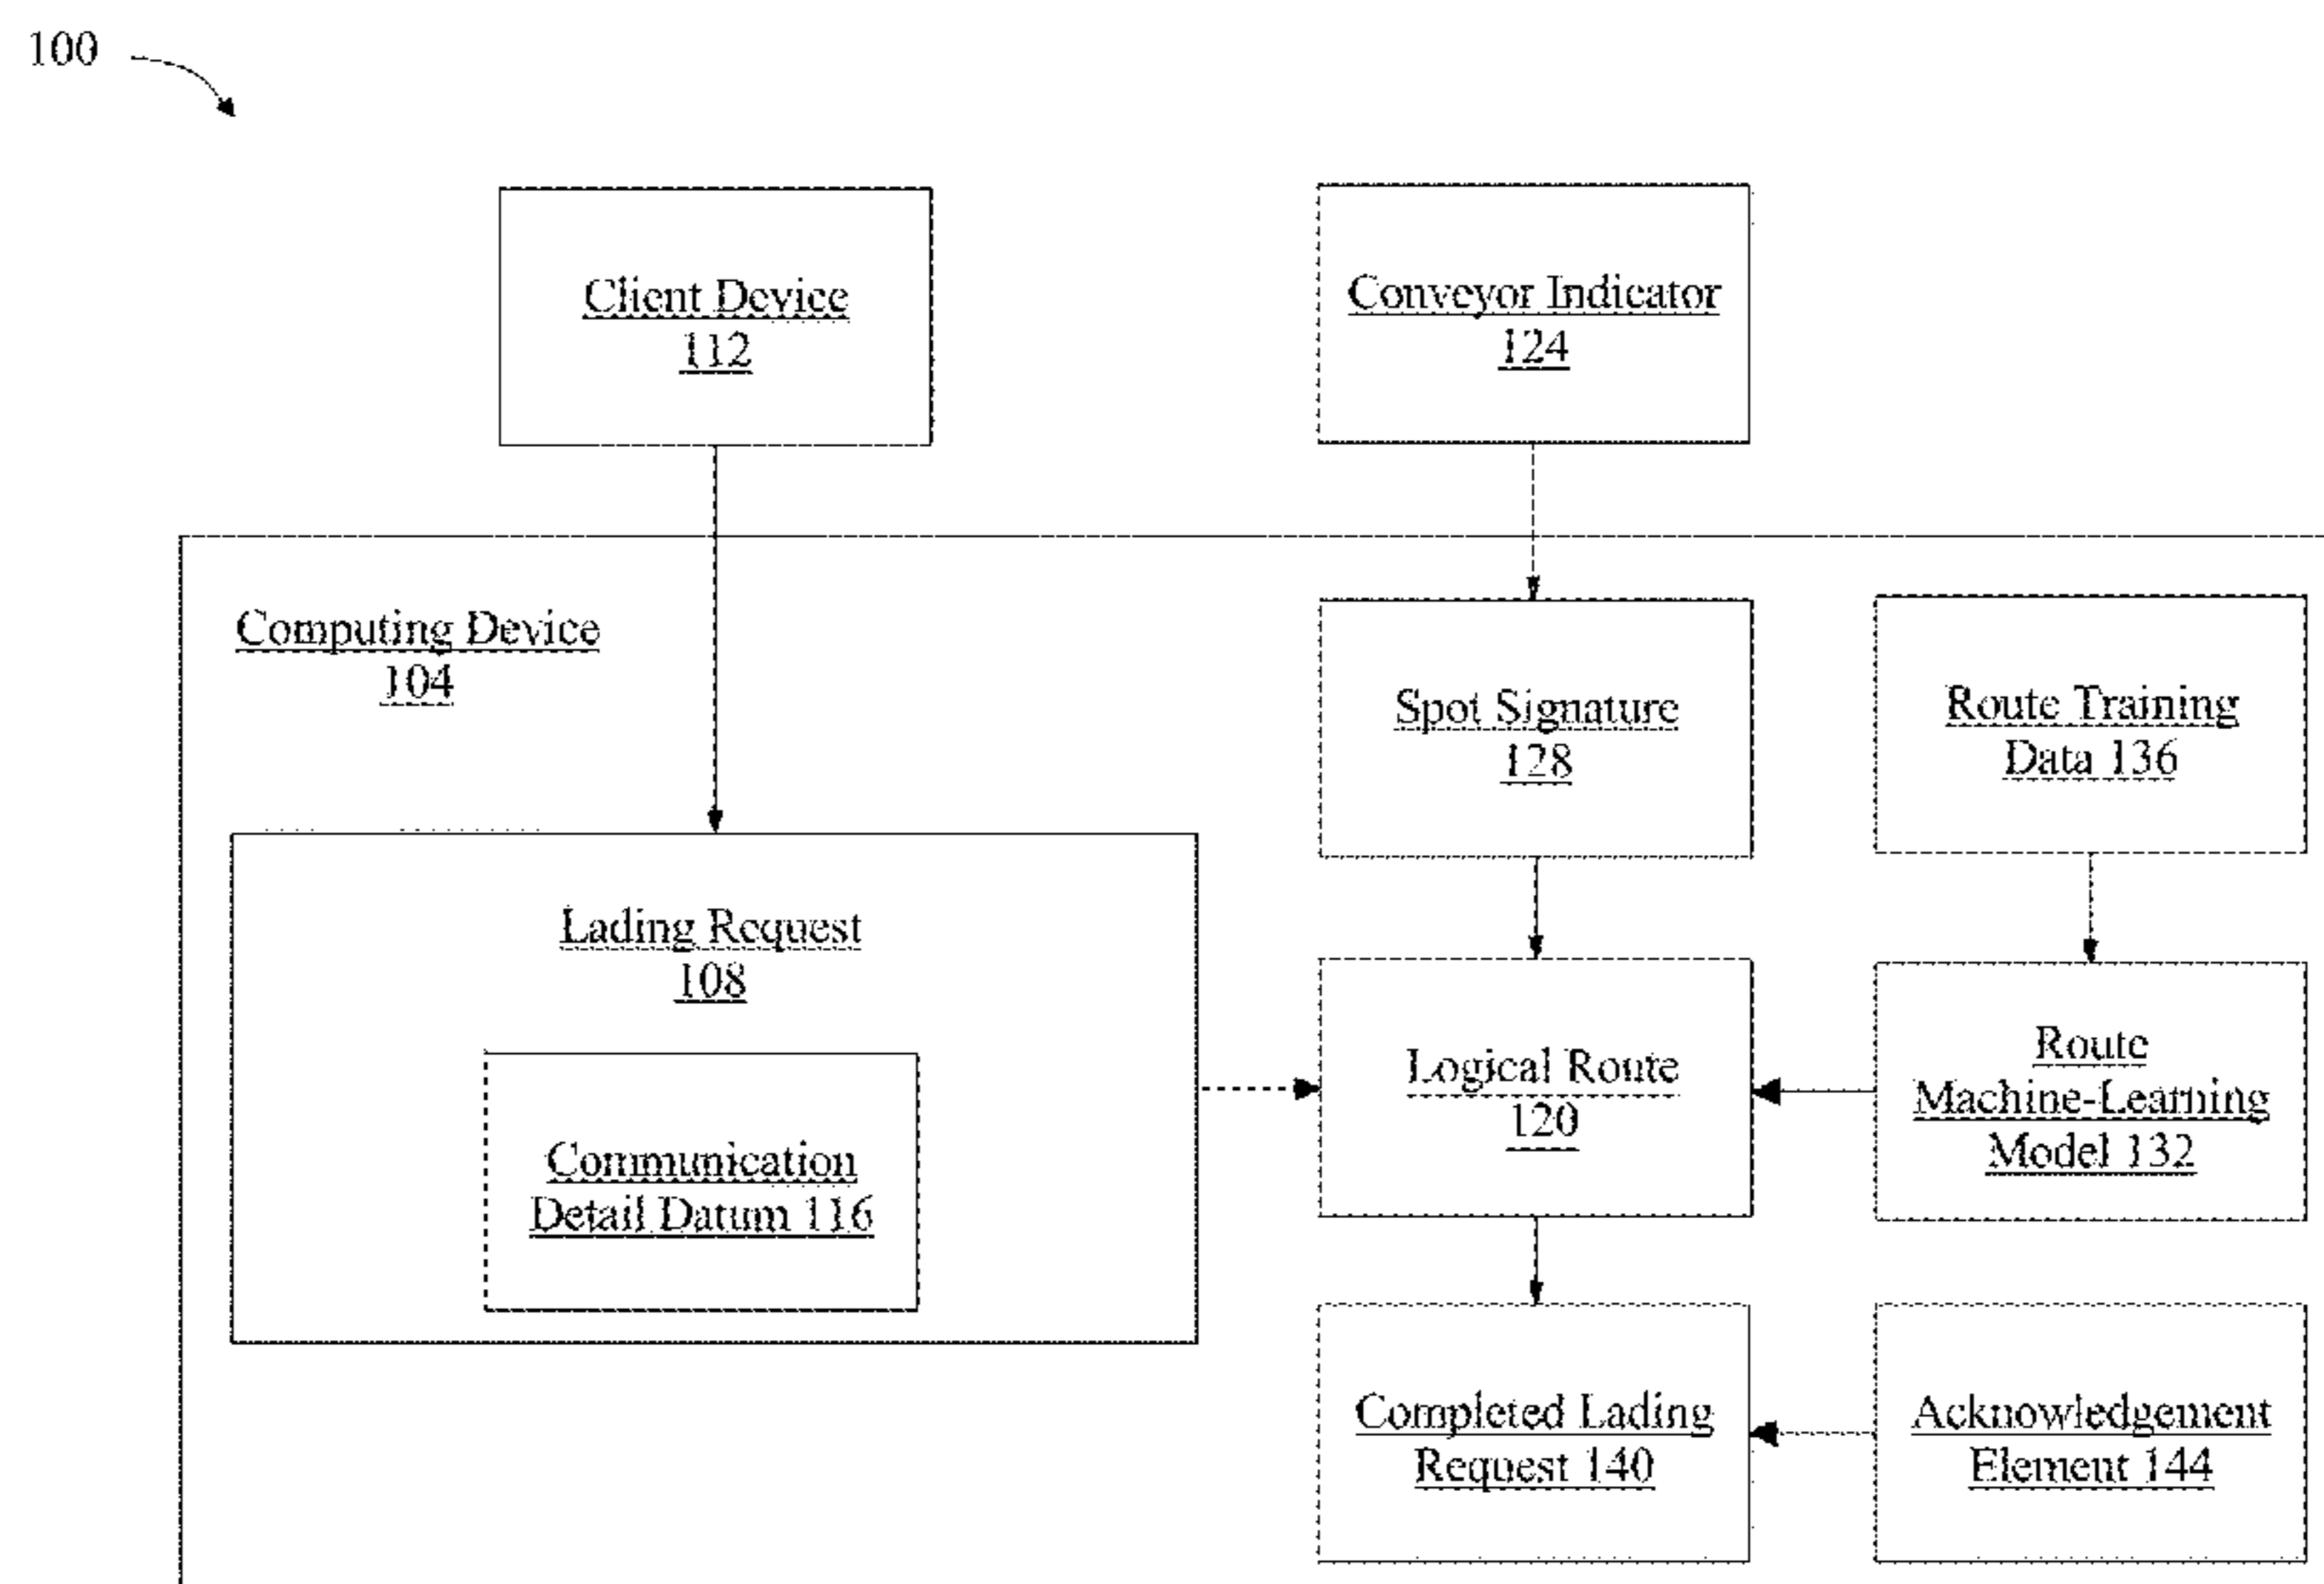 100
Client Device
112
Conveyor Indicator
124
Computing Device
104
Spot Signature
128
Route Training
Data 136
Lading Request
108
Communication
Detail Datum 116
Logical Route
120
Route
Machine-Learning
Model 132
Completed Lading
Request 140
Acknowledgement
Element 144